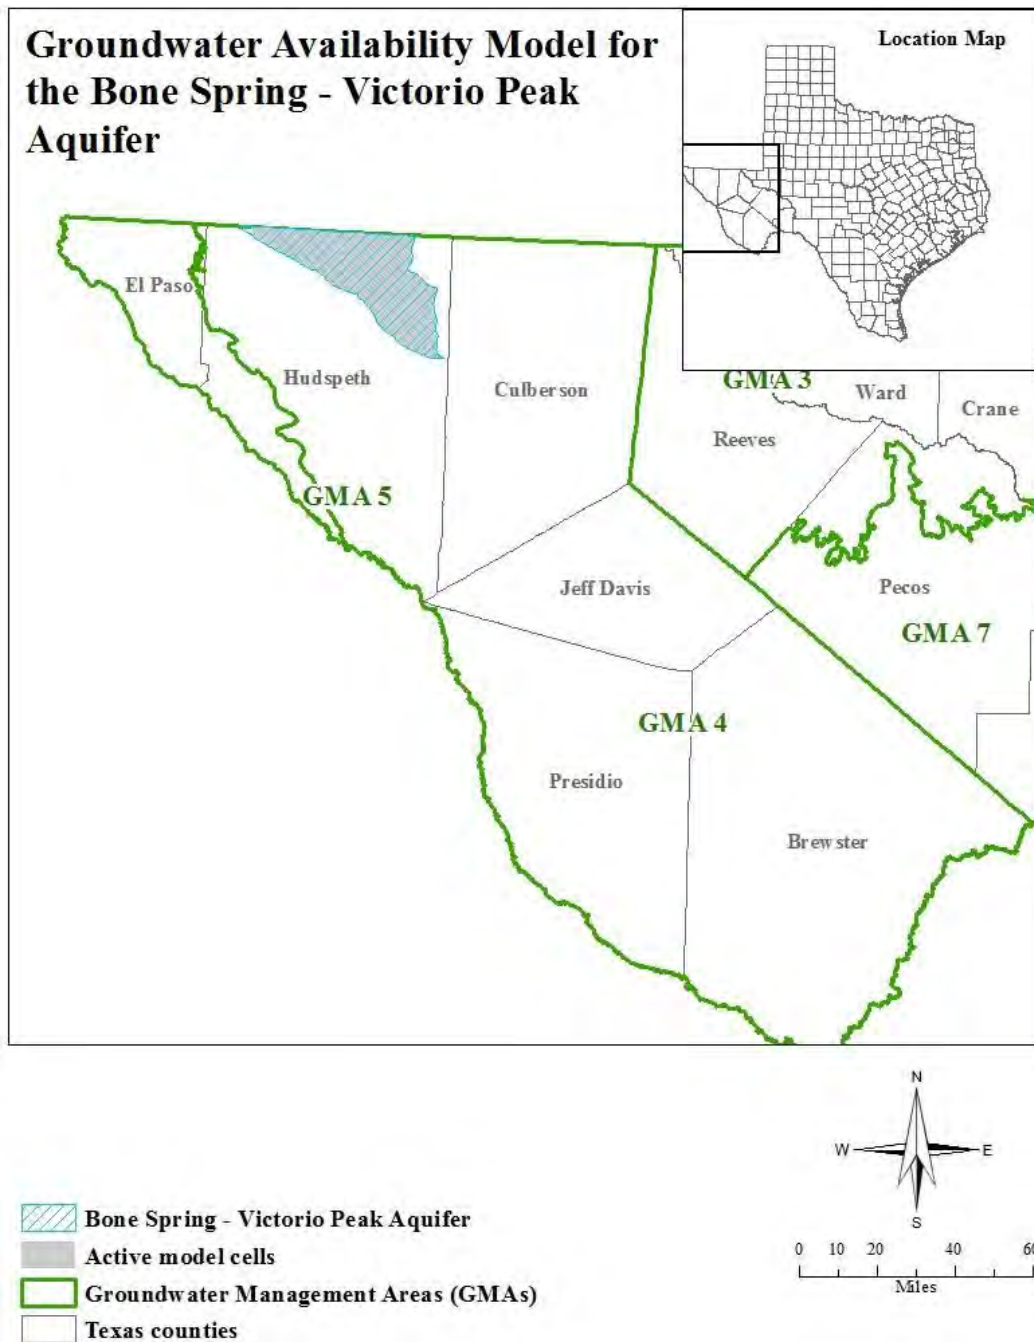 Groundwater Availability Model for
the Bone Spring - Victorio Peak
Aquifer
Location Map
El Paso
Hudspeth
Culberson
GMA 3
Ward
Crane
Reeves
GMA 5
Jeff Davis
Pecos
GMA 7
GMA 4
Presidio
Brewster
N
W
E
S
Bone Spring - Victorio Peak Aquifer
Active model cells
Groundwater Management Areas (GMAs)
Texas counties
0 10 20 40 60
Miles